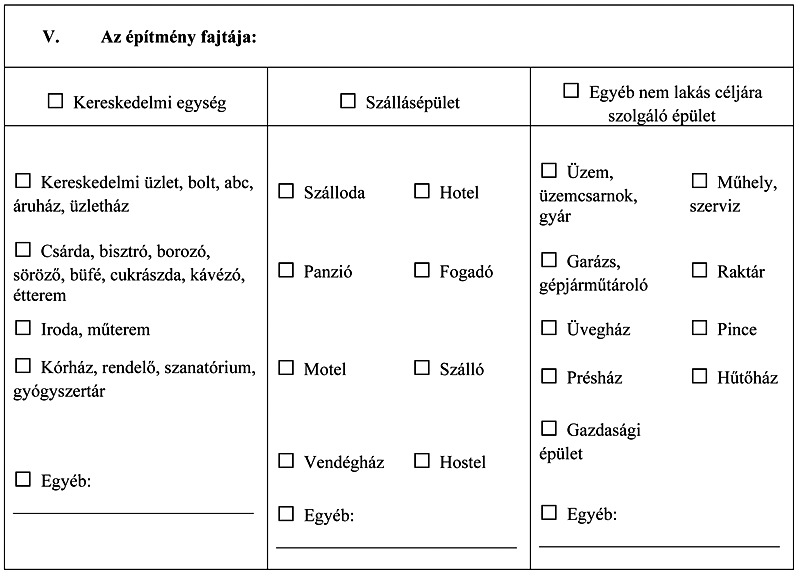 V. Az építmény fajtája:
☐ Kereskedelmi egység
☐ Szállásépület
☐ Egyéb nem lakás céljára
szolgáló épület
☐ Kereskedelmi üzlet, bolt, abc,
áruház, üzletház
☐ Csárda, bisztró, borozó,
söröző, büfé, cukrászda, kávézó,
étterem
☐ Iroda, műterem
☐ Kórház, rendelő, szanatórium,
gyógyszertár
☐ Egyéb:
☐ Szálloda ☐ Hotel
☐ Panzió ☐ Fogadó
☐ Motel ☐ Szálló
☐ Vendégház ☐ Hostel
☐ Egyéb:
☐ Üzem,
üzemcsarnok,
gyár
☐ Műhely,
szerviz
☐ Garázs,
gépjárműtároló
☐ Raktár
☐ Üvegház ☐ Pince
☐ Présház ☐ Hűtőház
☐ Gazdasági
épület
☐ Egyéb: